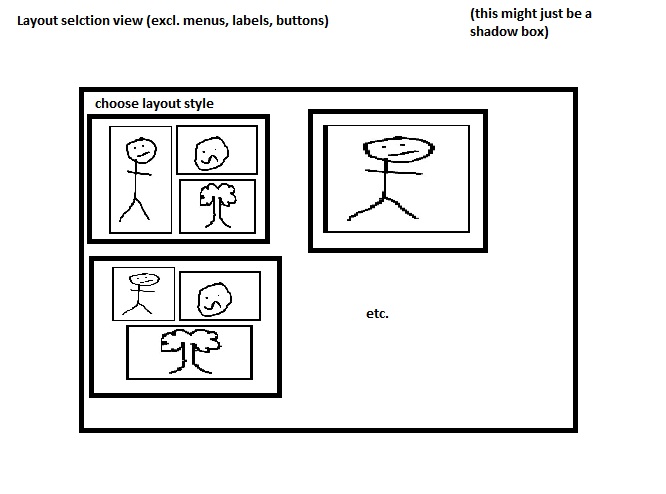 Layout selction view (excl. menus, labels, buttons)
(this might just be a
shadow box)
choose layout style
etc.